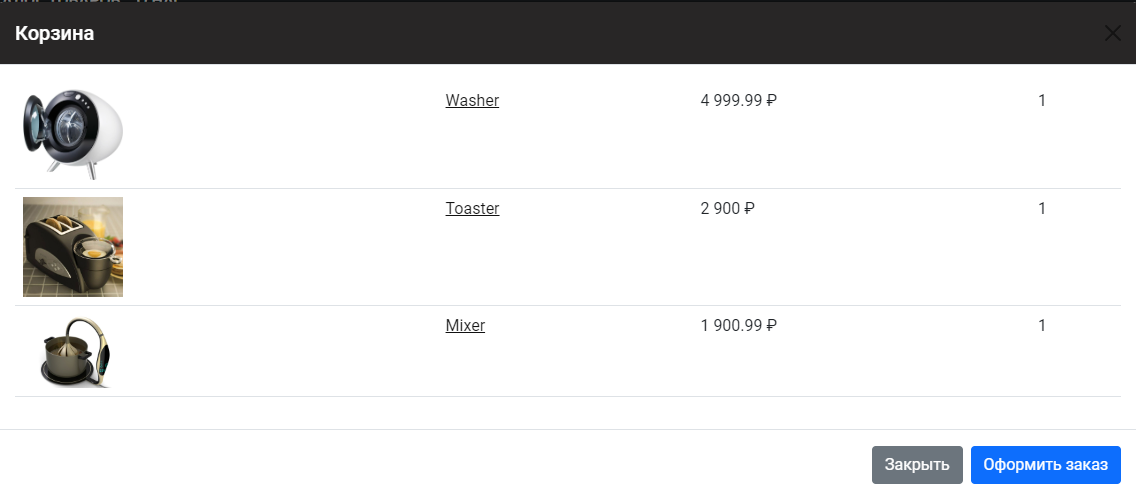 Корзина
Washer 4 999.99 ₽ 1
Toaster 2 900 ₽ 1
Mixer 1 900.99 ₽ 1
Закрыть Оформить заказ